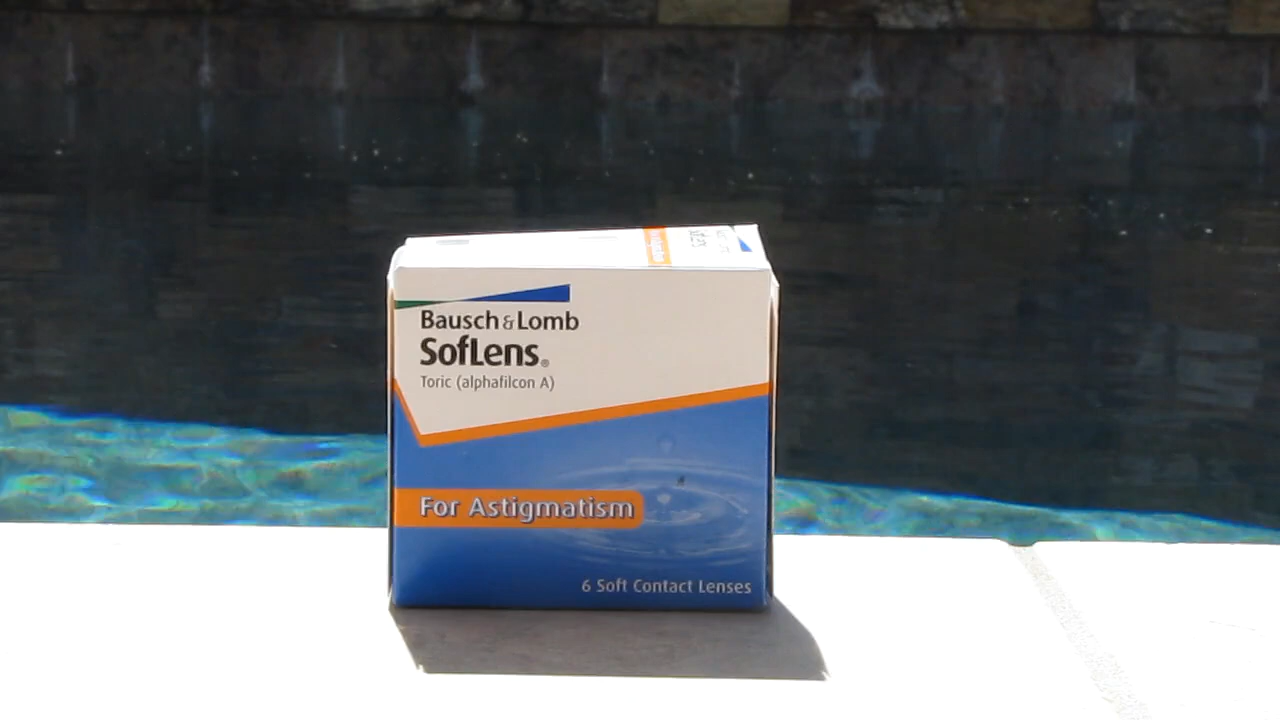 Bausch & Lomb
SofLens®
Toric (alphafilcon A)
For Astigmatism
6 Soft Contact Lenses